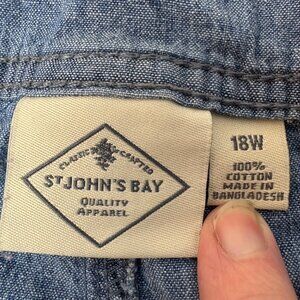 CLASSIC CRAFTED
ST JOHN'S BAY
QUALITY
APPAREL
18W
100%
COTTON
MADE IN
BANGLADESH